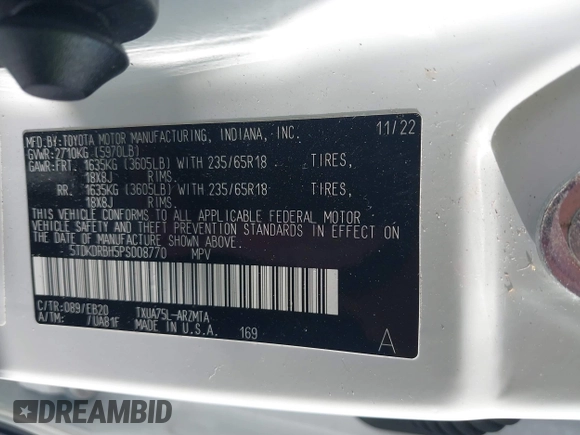 MFD.BY:TOYOTA MOTOR MANUFACTURING, INDIANA, INC. 11/22
GVWR:2710KG (5970LB)
GAWR:FRT. 1635KG (3605LB) WITH 235/65R18 TIRES,
18X8J RIMS.
RR. 1635KG (3605LB) WITH 235/65R18 TIRES,
18X8J RIMS.
THIS VEHICLE CONFORMS TO ALL APPLICABLE FEDERAL MOTOR
VEHICLE SAFETY AND THEFT PREVENTION STANDARDS IN EFFECT
ON THE DATE OF MANUFACTURE SHOWN ABOVE.
5TDKDRBH5PS008770 MPV
C/TR:089/EB20 TXUA75L-ARZMTA
A/TM: /UA81F MADE IN U.S.A. 169 A
DREAMBID